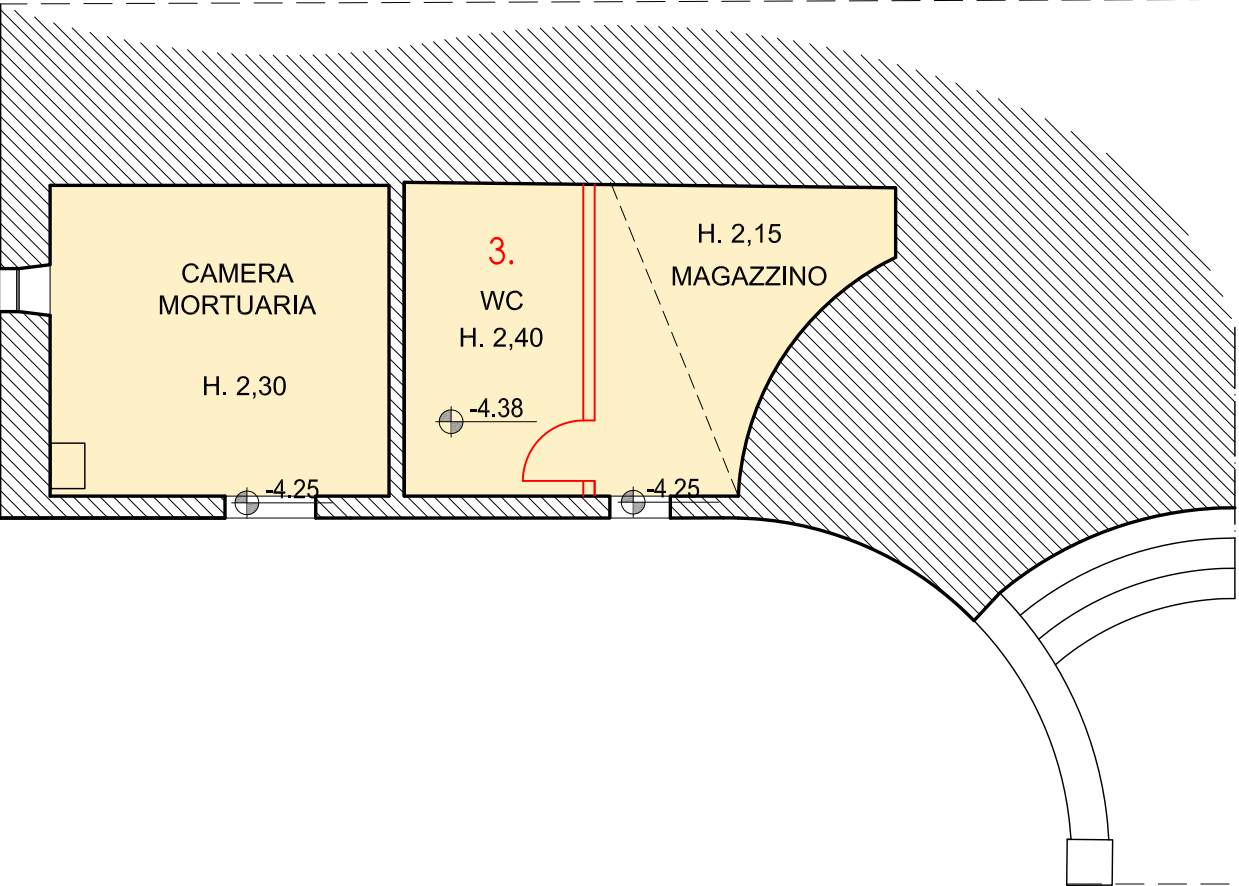 CAMERA
MORTUARIA
H. 2,30
-4.25
3.
WC
H. 2,40
-4.38
H. 2,15
MAGAZZINO
-4.25